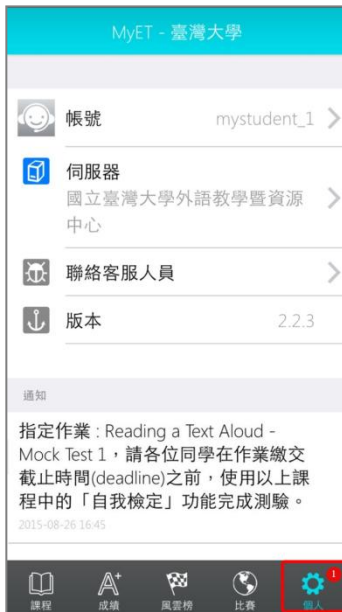 MyET - 臺灣大學
帳號 mystudent_1
伺服器
國立臺灣大學外語教學暨資源
中心
聯絡客服人員
版本 2.2.3
通知
指定作業 : Reading a Text Aloud -
Mock Test 1，請各位同學在作業繳交
截止時間(deadline)之前，使用以上課
程中的「自我檢定」功能完成測驗。
2015-08-26 16:45
1
課程 成績 風雲榜 比賽 個人